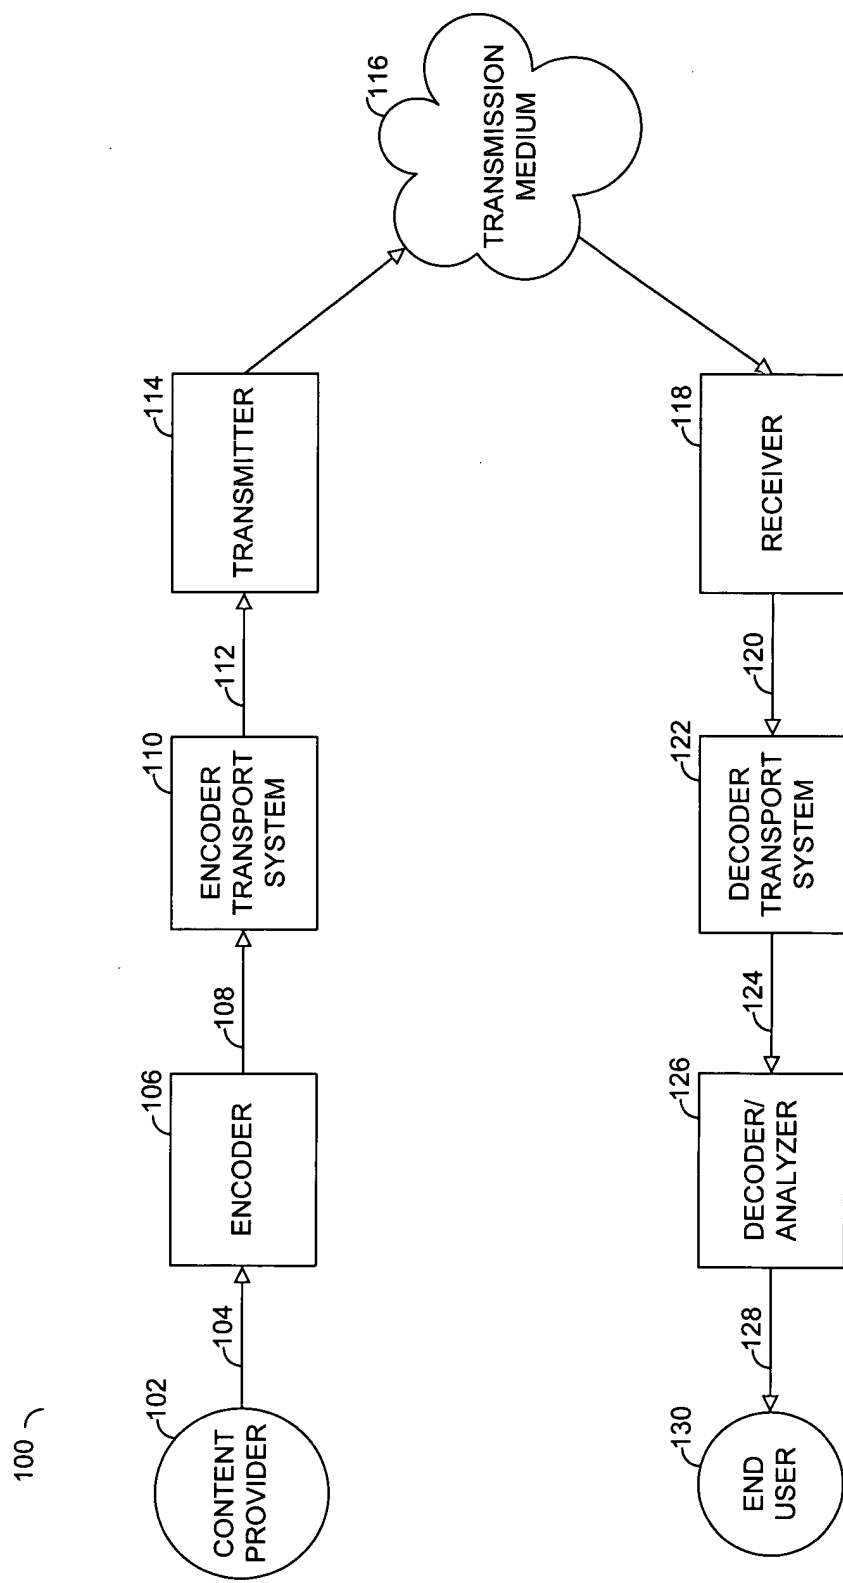 100
102
CONTENT
PROVIDER
104
106
ENCODER
108
110
ENCODER
TRANSPORT
SYSTEM
112
114
TRANSMITTER
116
TRANSMISSION
MEDIUM
118
RECEIVER
120
122
DECODER
TRANSPORT
SYSTEM
124
126
DECODER/
ANALYZER
128
130
END
USER